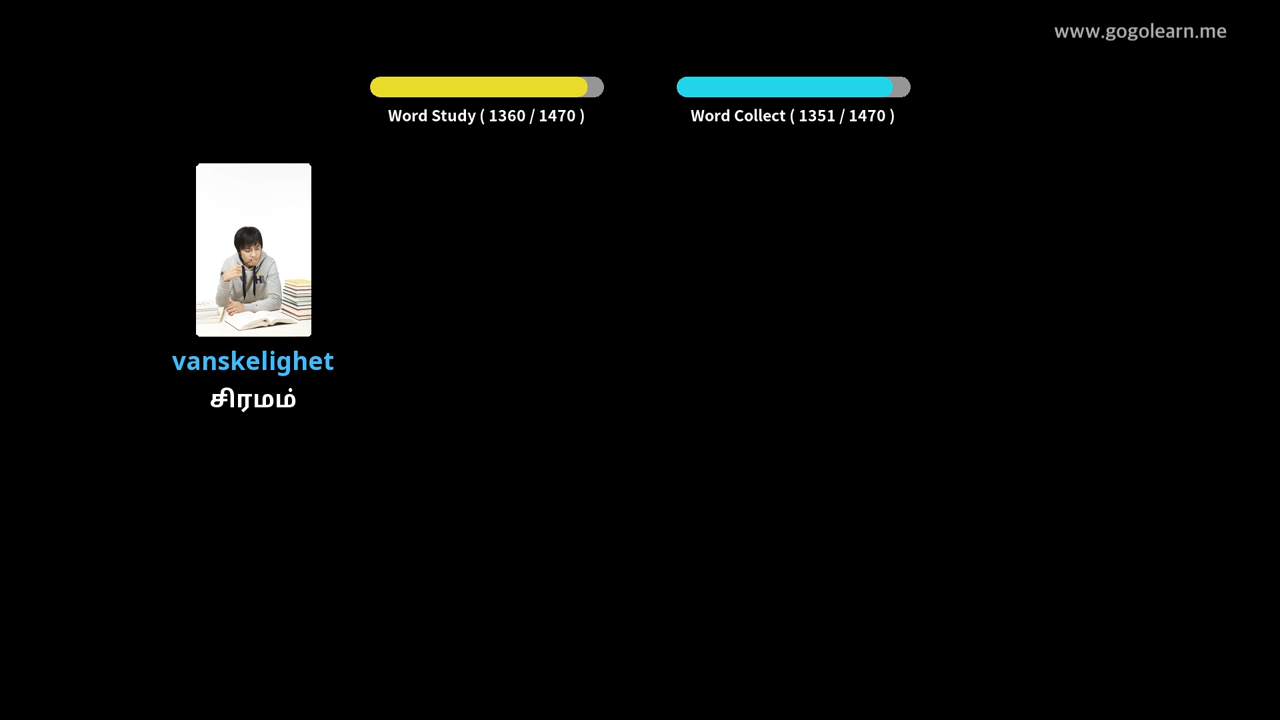 www.gogolearn.me
Word Study ( 1360 / 1470 )
Word Collect ( 1351 / 1470 )
vanskelighet
சிரமம்